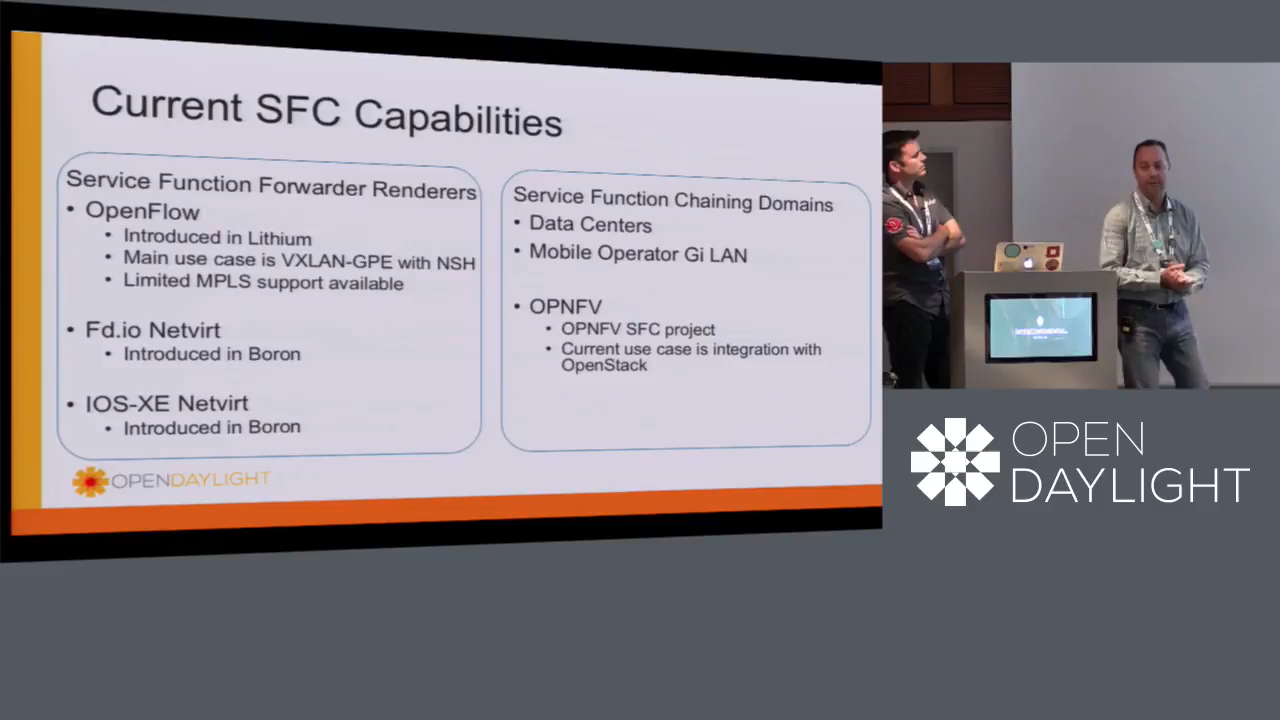 Current SFC Capabilities
Service Function Forwarder Renderers
• OpenFlow
• Introduced in Lithium
• Main use case is VXLAN-GPE with NSH
• Limited MPLS support available
• Fd.io Netvirt
• Introduced in Boron
• IOS-XE Netvirt
• Introduced in Boron
Service Function Chaining Domains
• Data Centers
• Mobile Operator Gi LAN
• OPNFV
• OPNFV SFC project
• Current use case is integration with
OpenStack
OPENDAYLIGHT
INTERCONTINENTAL
OPEN
DAYLIGHT